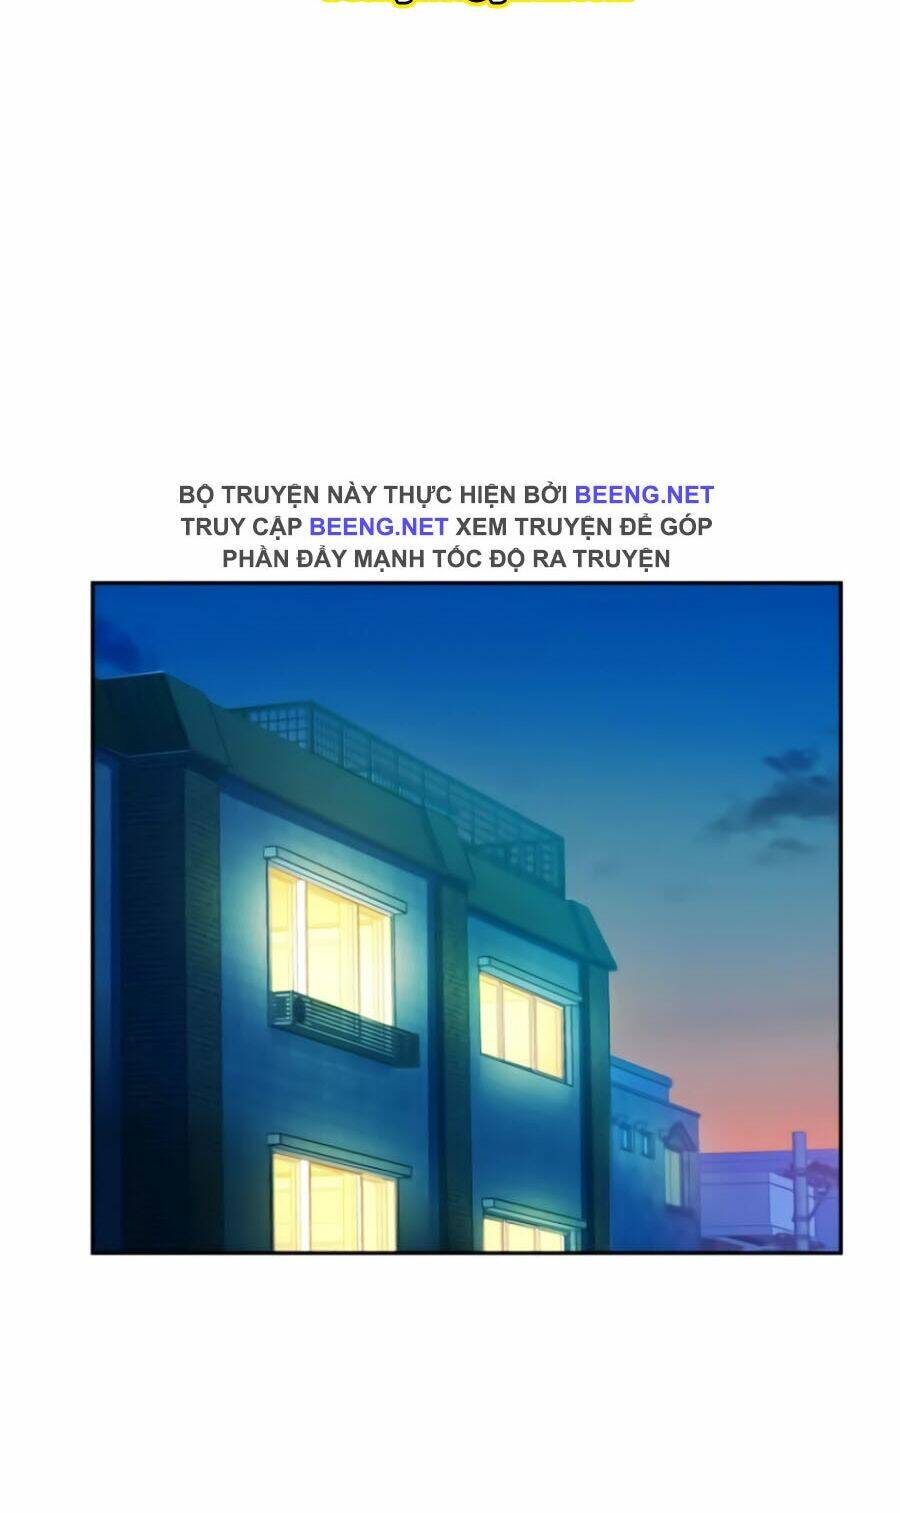 BỘ TRUYỆN NÀY THỰC HIỆN BỞI BEENG.NET
TRUY CẬP BEENG.NET XEM TRUYỆN ĐỂ GÓP
PHẦN ĐẨY MẠNH TỐC ĐỘ RA TRUYỆN